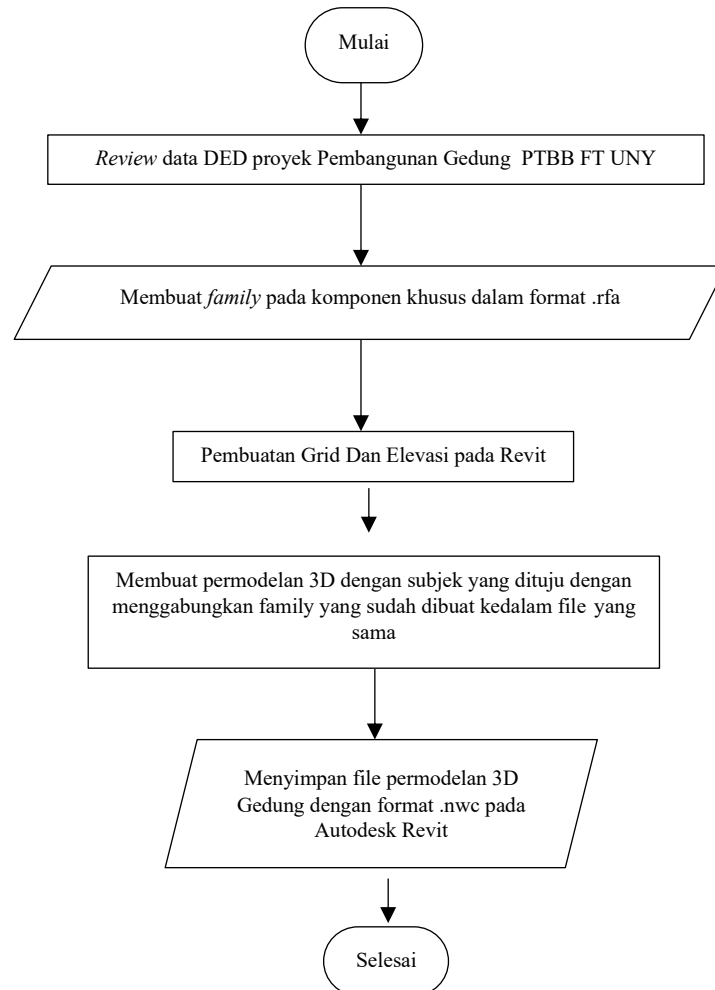 Mulai
Review data DED proyek Pembangunan Gedung PTBB FT UNY
Membuat family pada komponen khusus dalam format .rfa
Pembuatan Grid Dan Elevasi pada Revit
Membuat permodelan 3D dengan subjek yang dituju dengan
menggabungkan family yang sudah dibuat kedalam file yang
sama
Menyimpan file permodelan 3D
Gedung dengan format .nwc pada
Autodesk Revit
Selesai